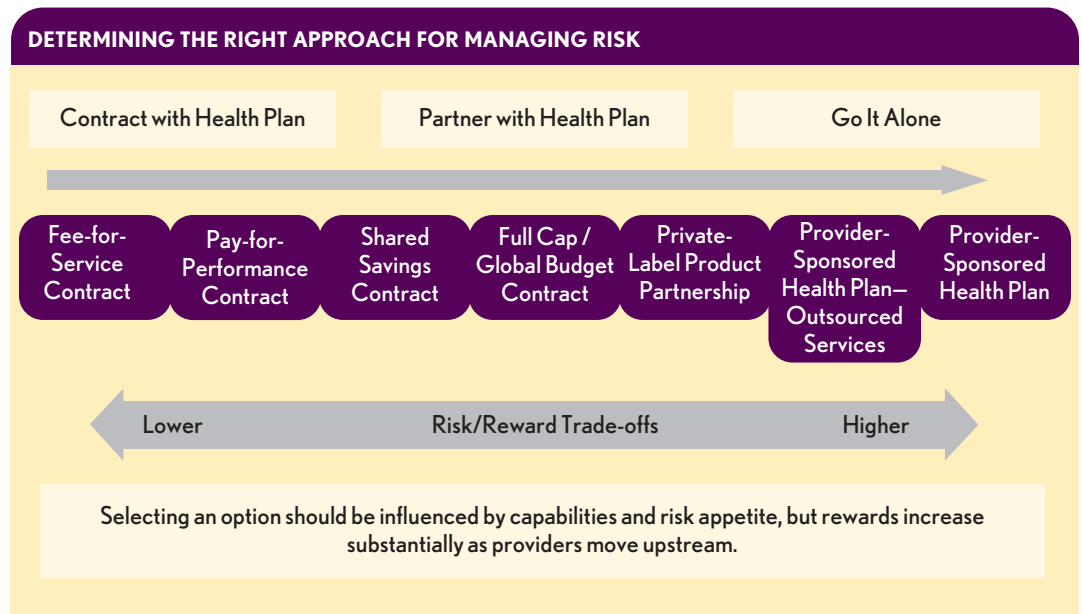 DETERMINING THE RIGHT APPROACH FOR MANAGING RISK
Contract with Health Plan
Partner with Health Plan
Go It Alone
Fee-for-
Service
Contract
Pay-for-
Performance
Contract
Shared
Savings
Contract
Full Cap /
Global Budget
Contract
Private-
Label Product
Partnership
Provider-
Sponsored
Health Plan—
Outsourced
Services
Provider-
Sponsored
Health Plan
Lower
Risk/Reward Trade-offs
Higher
Selecting an option should be influenced by capabilities and risk appetite, but rewards increase
substantially as providers move upstream.